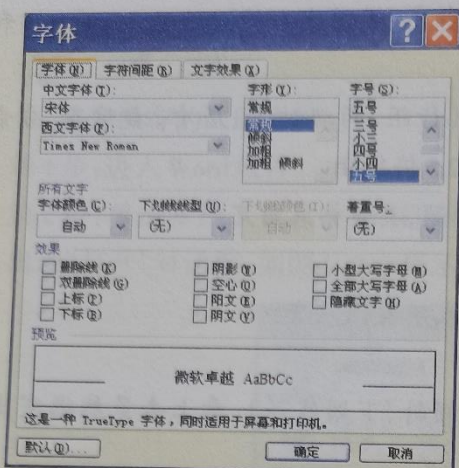 字体
字体(N) 字符间距(R) 文字效果(X)
中文字体(T): 字形(Y): 字号(S):
宋体 常规 五号
西文字体(F): 常规 三号
Times New Roman 倾斜 小三
加粗 四号
加粗 倾斜 小四
五号
所有文字
字体颜色(C): 下划线线型(U): 下划线颜色(I): 着重号:
自动 (无) 自动 (无)
效果
删除线(K) 阴影(W) 小型大写字母(M)
双删除线(G) 空心(O) 全部大写字母(A)
上标(P) 阳文(E) 隐藏文字(H)
下标(B) 阴文(V)
预览
微软卓越 AaBbCc
这是一种 TrueType 字体，同时适用于屏幕和打印机。
默认(D)... 确定 取消